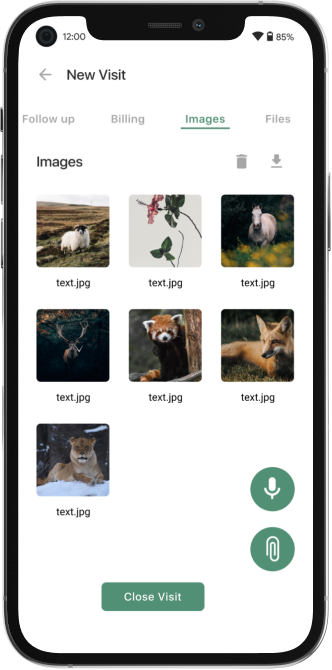 12:00 85%
New Visit
Follow up Billing Images Files
Images
text.jpg text.jpg text.jpg
text.jpg text.jpg text.jpg
text.jpg
Close Visit